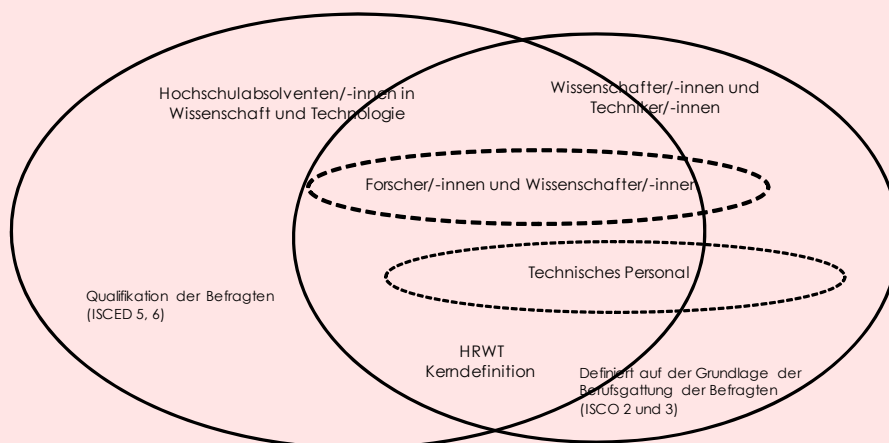 Hochschulabsolventen/-innen in
Wissenschaft und Technologie
Wissenschafter/-innen und
Techniker/-innen
Forscher/-innen und Wissenschafter/-innen
Technisches Personal
Qualifikation der Befragten
(ISCED 5, 6)
HRWT
Kerndefinition
Definiert auf der Grundlage der
Berufsgattung der Befragten
(ISCO 2 und 3)